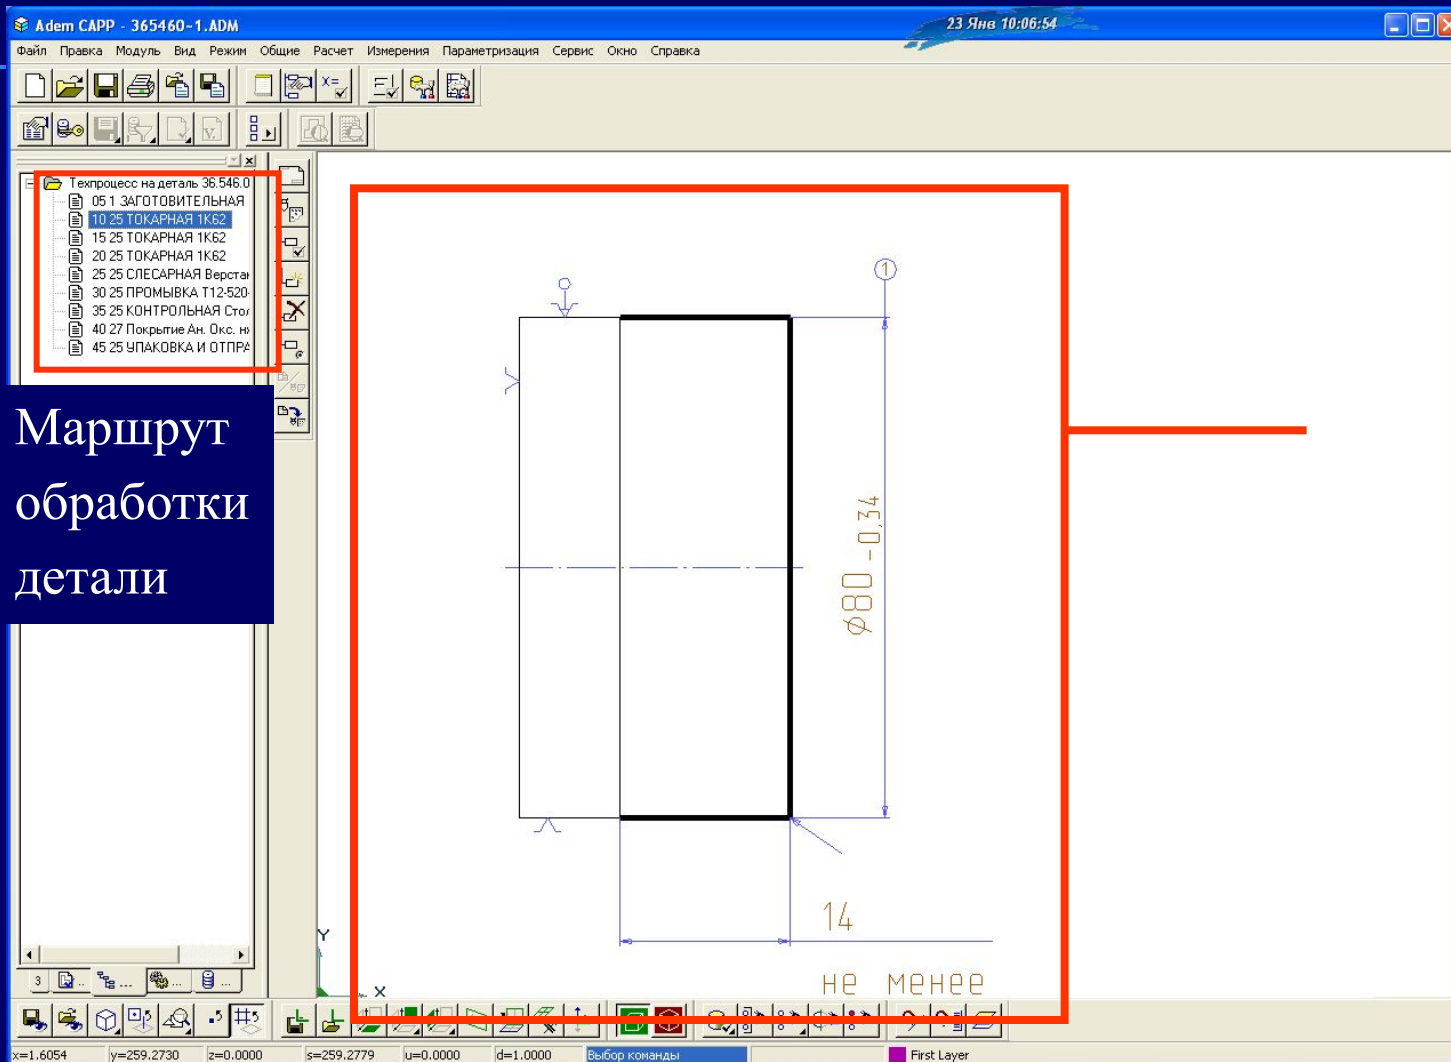 Adem CAPP - 365460~1.ADM
23 Янв 10:06:54
Файл Правка Модуль Вид Режим Общие Расчет Измерения Параметризация Сервис Окно Справка
Техпроцесс на деталь 36.546.0
05 1 ЗАГОТОВИТЕЛЬНАЯ
10 25 ТОКАРНАЯ 1К62
15 25 ТОКАРНАЯ 1К62
20 25 ТОКАРНАЯ 1К62
25 25 СЛЕСАРНАЯ Верстак
30 25 ПРОМЫВКА Т12-520-
35 25 КОНТРОЛЬНАЯ Стол
40 27 Покрытие Ан. Окс. нж
45 25 УПАКОВКА И ОТПРА
Маршрут
обработки
детали
1
⌀80-0,34
14
не менее
Y
X
3
x=1.6054 y=259.2730 z=0.0000 s=259.2779 u=0.0000 d=1.0000 Выбор команды First Layer